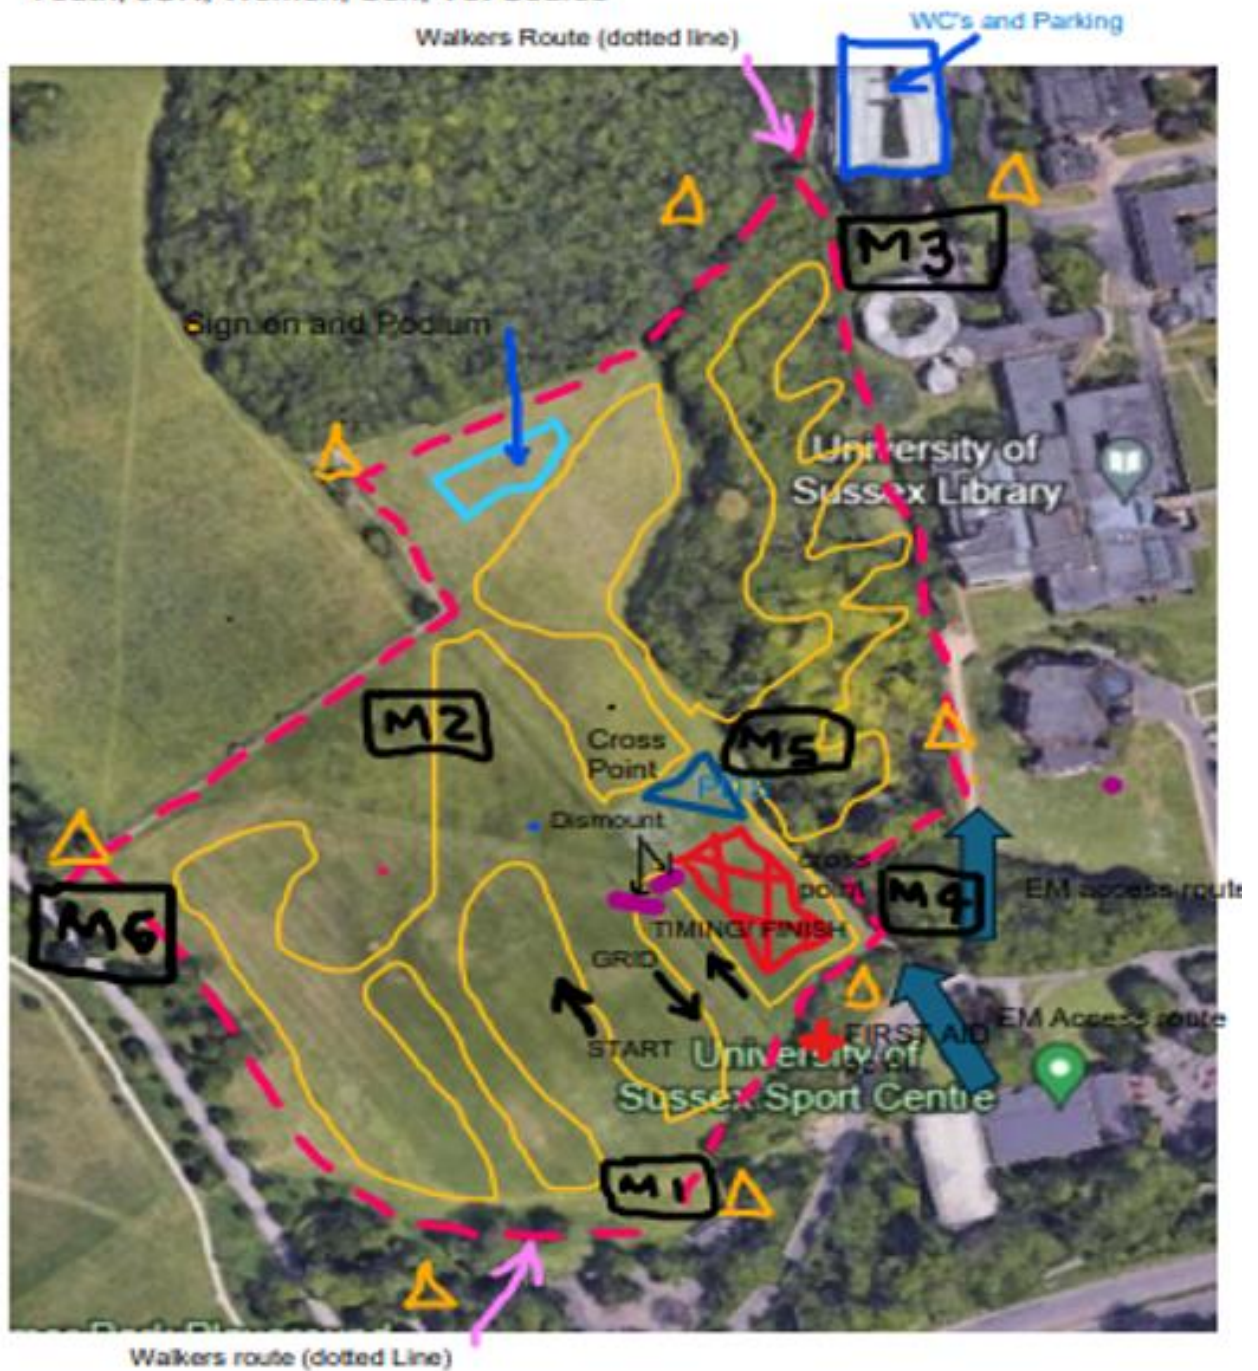 WC's and Parking
Walkers Route (dotted line)
M3
Sign on and Podium
University of
Sussex Library
M2
Cross
Point
M5
Dismount
cross
point
M4
EM access route
M6
TIMING/ FINISH
GRID
EM Access route
START
FIRST AID
University of
Sussex Sport Centre
M1
Walkers route (dotted Line)